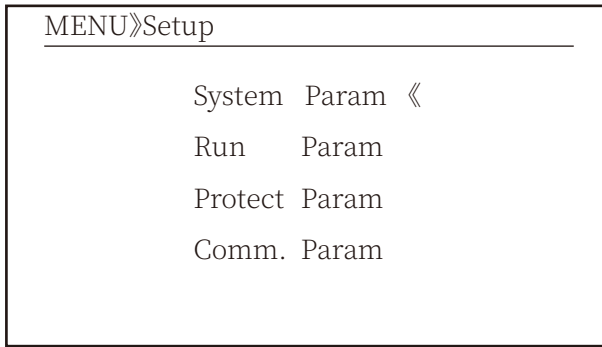 MENU》Setup
System Param 《
Run Param
Protect Param
Comm. Param